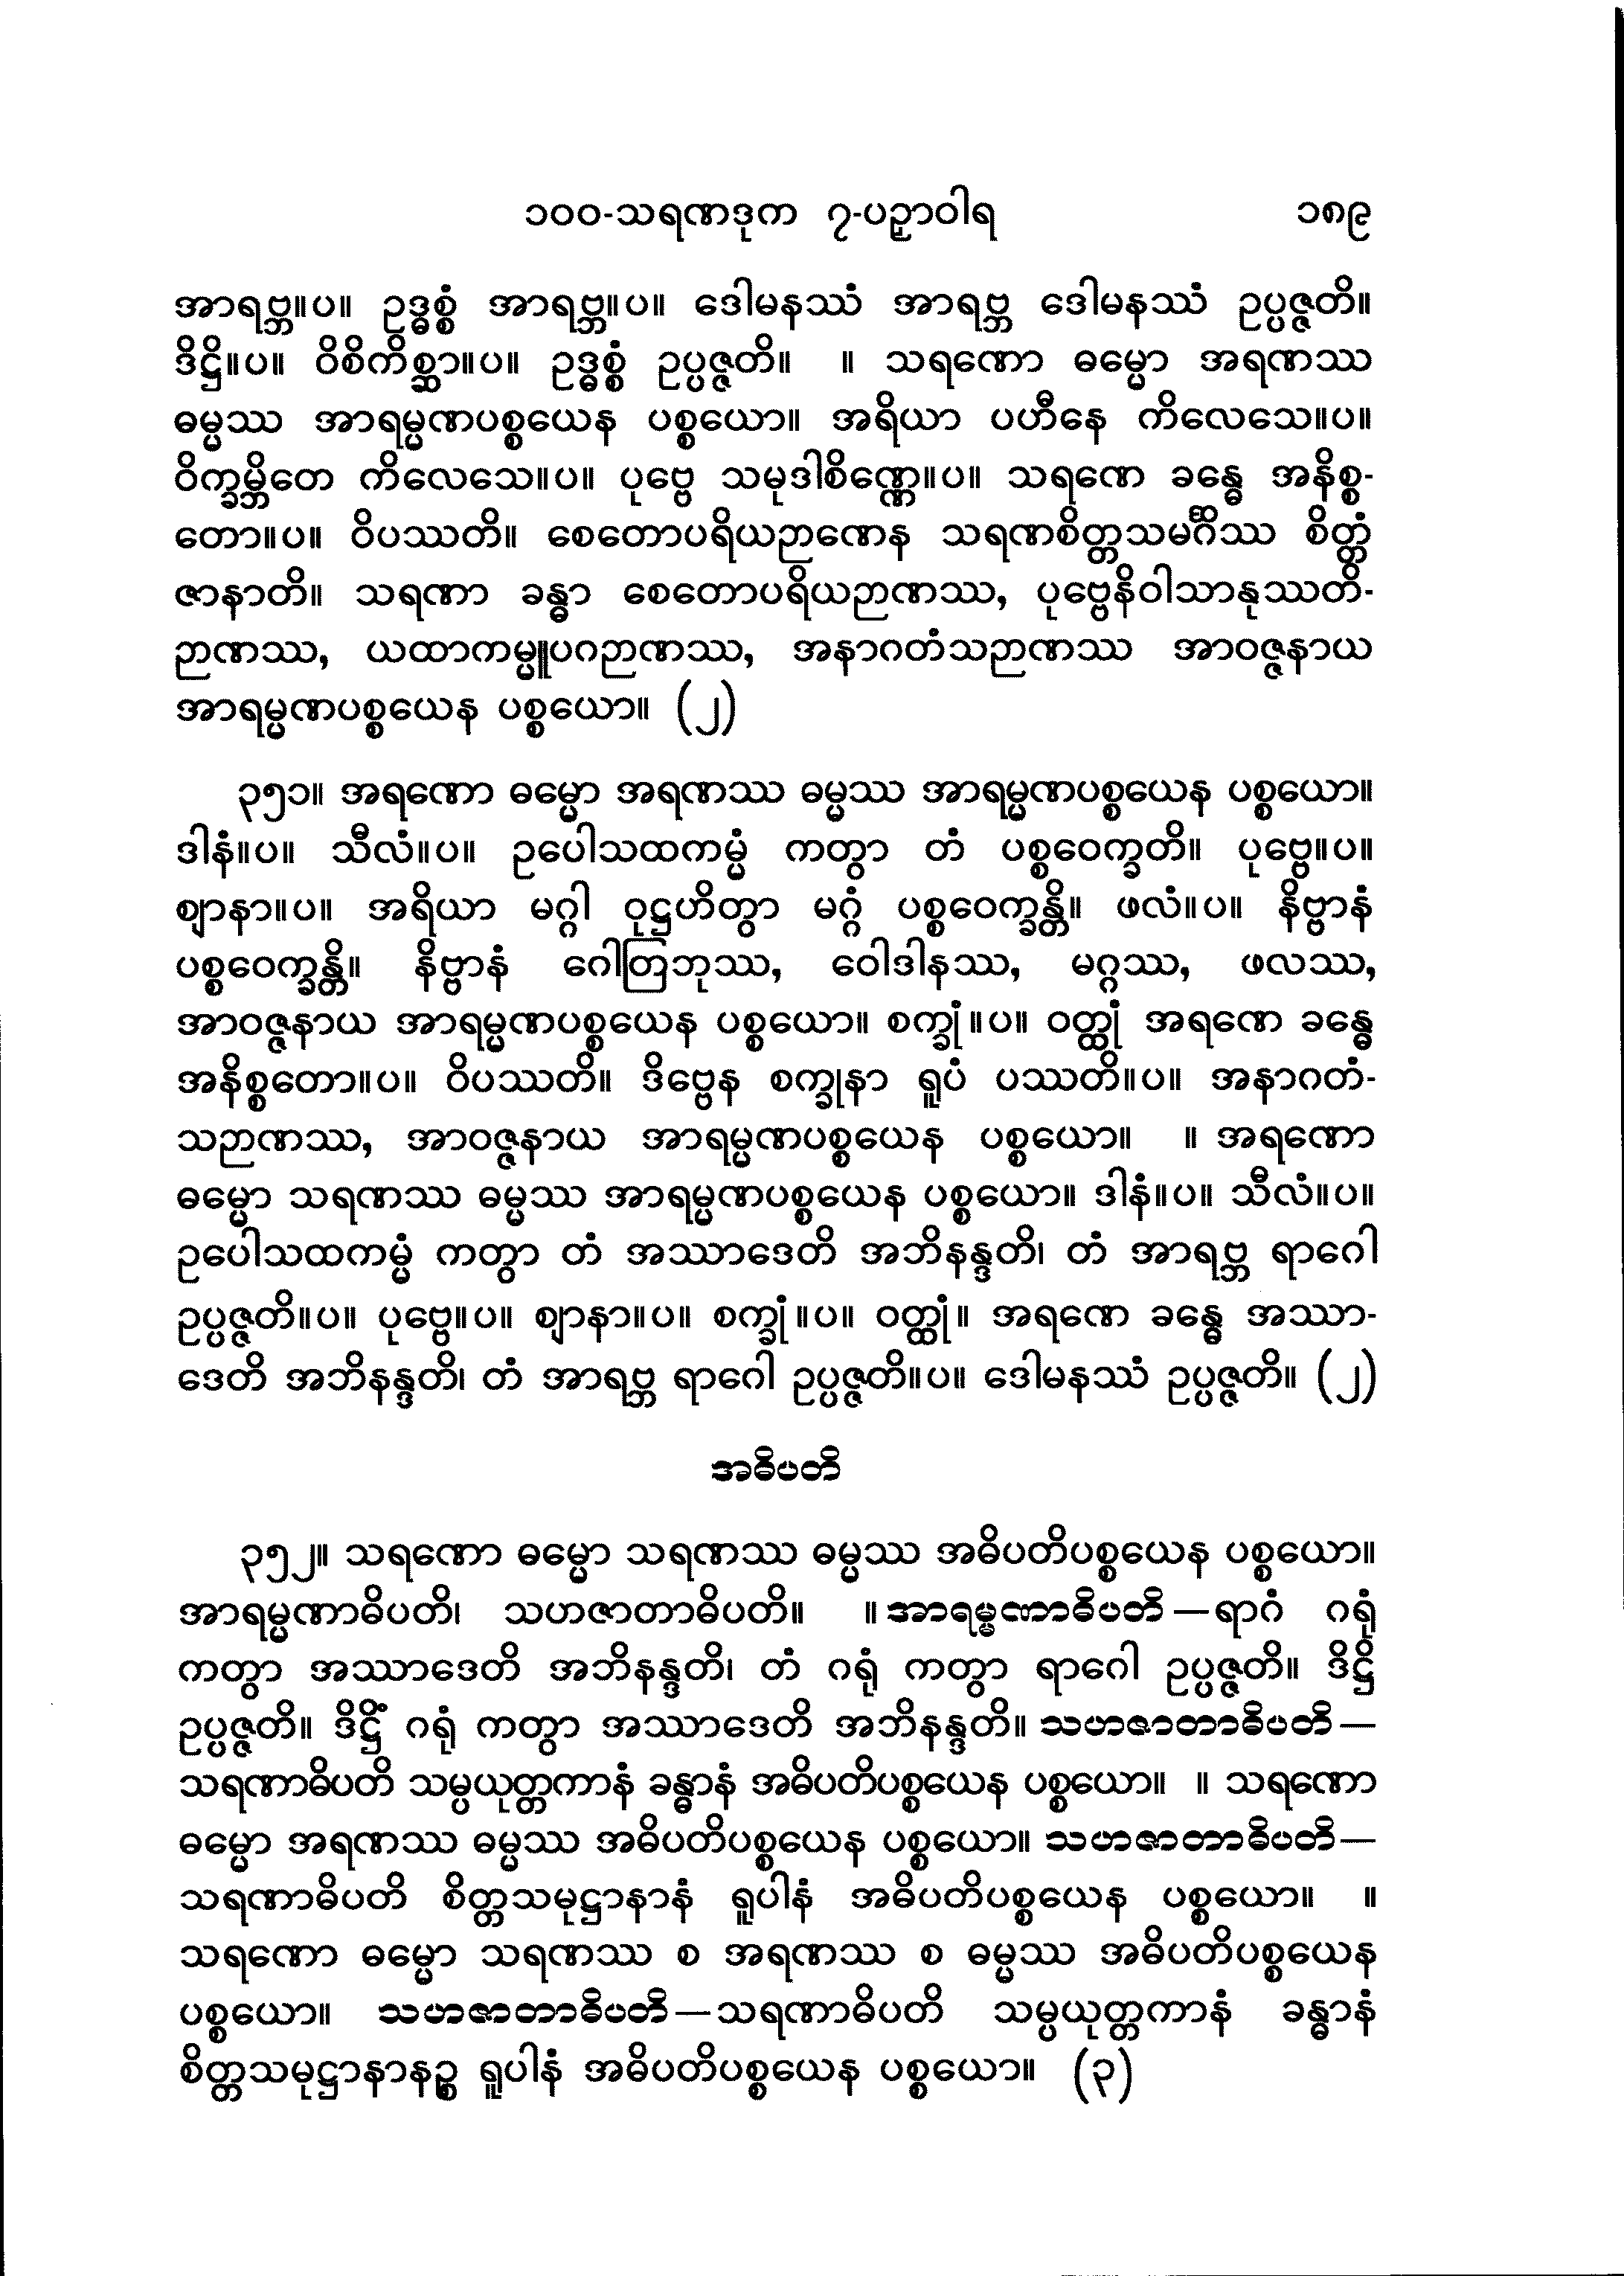 ၁၀၀-သရဏဒုက ၇-ပဉှာဝါရ ၁၈၉
အာရဗ္ဘ။ပ။ ဥဒ္ဓစ္စံ အာရဗ္ဘ။ပ။ ဒေါမနဿံ အာရဗ္ဘ ဒေါမနဿံ ဥပ္ပဇ္ဇတိ။
ဒိဋ္ဌိ။ပ။ ဝိစိကိစ္ဆာ။ပ။ ဥဒ္ဓစ္စံ ဥပ္ပဇ္ဇတိ။ ။ သရဏော ဓမ္မော အရဏဿ
ဓမ္မဿ အာရမ္မဏပစ္စယေန ပစ္စယော။ အရိယာ ပဟီနေ ကိလေသေ။ပ။
ဝိက္ခမ္ဘိတေ ကိလေသေ။ပ။ ပုဗ္ဗေ သမုဒါစိဏ္ဏေ။ပ။ သရဏေ ခန္ဓေ အနိစ္စ-
တော။ပ။ ဝိပဿတိ။ စေတောပရိယဉာဏေန သရဏစိတ္တသမင်္ဂိဿ စိတ္တံ
ဇာနာတိ။ သရဏာ ခန္ဓာ စေတောပရိယဉာဏဿ, ပုဗ္ဗေနိဝါသာနုဿတိ-
ဉာဏဿ, ယထာကမ္မူပဂဉာဏဿ, အနာဂတံသဉာဏဿ အာဝဇ္ဇနာယ
အာရမ္မဏပစ္စယေန ပစ္စယော။ (၂)
၃၅၁။ အရဏော ဓမ္မော အရဏဿ ဓမ္မဿ အာရမ္မဏပစ္စယေန ပစ္စယော။
ဒါနံ။ပ။ သီလံ။ပ။ ဥပေါသထကမ္မံ ကတွာ တံ ပစ္စဝေက္ခတိ။ ပုဗ္ဗေ။ပ။
ဈာနာ။ပ။ အရိယာ မဂ္ဂါ ဝုဋ္ဌဟိတွာ မဂ္ဂံ ပစ္စဝေက္ခန္တိ။ ဖလံ။ပ။ နိဗ္ဗာနံ
ပစ္စဝေက္ခန္တိ။ နိဗ္ဗာနံ ဂေါတြဘုဿ, ဝေါဒါနဿ, မဂ္ဂဿ, ဖလဿ,
အာဝဇ္ဇနာယ အာရမ္မဏပစ္စယေန ပစ္စယော။ စက္ခုံ။ပ။ ဝတ္ထုံ အရဏေ ခန္ဓေ
အနိစ္စတော။ပ။ ဝိပဿတိ။ ဒိဗ္ဗေန စက္ခုနာ ရူပံ ပဿတိ။ပ။ အနာဂတံ-
သဉာဏဿ, အာဝဇ္ဇနာယ အာရမ္မဏပစ္စယေန ပစ္စယော။ ။ အရဏော
ဓမ္မော သရဏဿ ဓမ္မဿ အာရမ္မဏပစ္စယေန ပစ္စယော။ ဒါနံ။ပ။ သီလံ။ပ။
ဥပေါသထကမ္မံ ကတွာ တံ အဿာဒေတိ အဘိနန္ဒတိ၊ တံ အာရဗ္ဘ ရာဂေါ
ဥပ္ပဇ္ဇတိ။ပ။ ပုဗ္ဗေ။ပ။ ဈာနာ။ပ။ စက္ခုံ။ပ။ ဝတ္ထုံ။ အရဏေ ခန္ဓေ အဿာ-
ဒေတိ အဘိနန္ဒတိ၊ တံ အာရဗ္ဘ ရာဂေါ ဥပ္ပဇ္ဇတိ။ပ။ ဒေါမနဿံ ဥပ္ပဇ္ဇတိ။ (၂)
အဓိပတိ
၃၅၂။ သရဏော ဓမ္မော သရဏဿ ဓမ္မဿ အဓိပတိပစ္စယေန ပစ္စယော။
အာရမ္မဏာဓိပတိ၊ သဟဇာတာဓိပတိ။ ။ အာရမ္မဏာဓိပတိ—ရာဂံ ဂရုံ
ကတွာ အဿာဒေတိ အဘိနန္ဒတိ၊ တံ ဂရုံ ကတွာ ရာဂေါ ဥပ္ပဇ္ဇတိ။ ဒိဋ္ဌိ
ဥပ္ပဇ္ဇတိ။ ဒိဋ္ဌိံ ဂရုံ ကတွာ အဿာဒေတိ အဘိနန္ဒတိ။ သဟဇာတာဓိပတိ—
သရဏာဓိပတိ သမ္ပယုတ္တကာနံ ခန္ဓာနံ အဓိပတိပစ္စယေန ပစ္စယော။ ။ သရဏော
ဓမ္မော အရဏဿ ဓမ္မဿ အဓိပတိပစ္စယေန ပစ္စယော။ သဟဇာတာဓိပတိ—
သရဏာဓိပတိ စိတ္တသမုဋ္ဌာနာနံ ရူပါနံ အဓိပတိပစ္စယေန ပစ္စယော။ ။
သရဏော ဓမ္မော သရဏဿ စ အရဏဿ စ ဓမ္မဿ အဓိပတိပစ္စယေန
ပစ္စယော။ သဟဇာတာဓိပတိ—သရဏာဓိပတိ သမ္ပယုတ္တကာနံ ခန္ဓာနံ
စိတ္တသမုဋ္ဌာနာနဉ္စ ရူပါနံ အဓိပတိပစ္စယေန ပစ္စယော။ (၃)